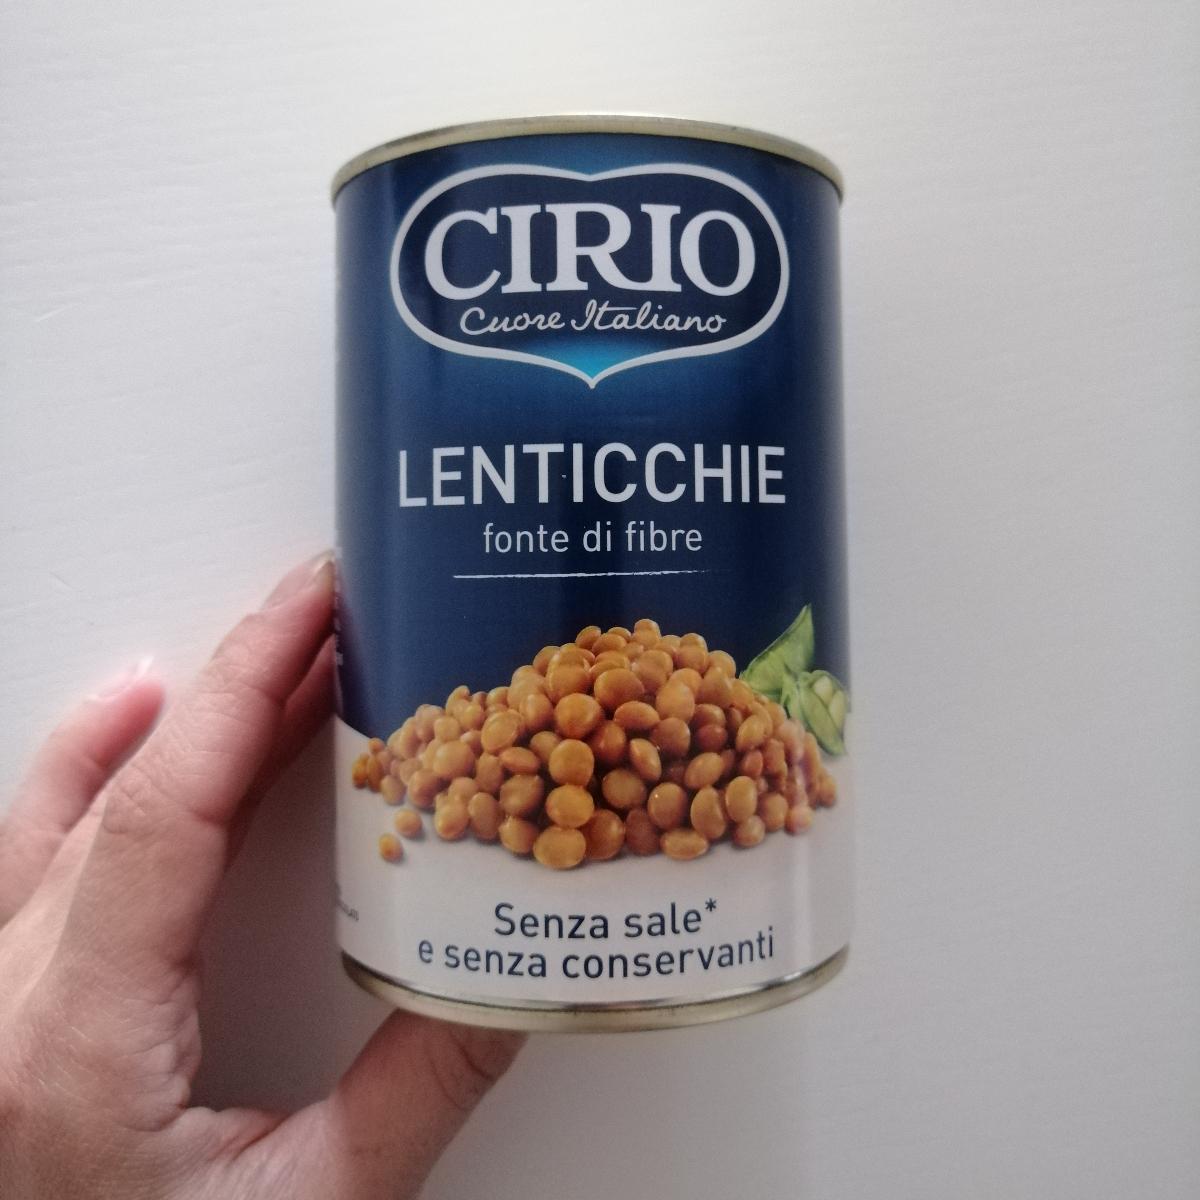 CIRIO
Cuore Italiano
LENTICCHIE
fonte di fibre
Senza sale*
e senza conservanti